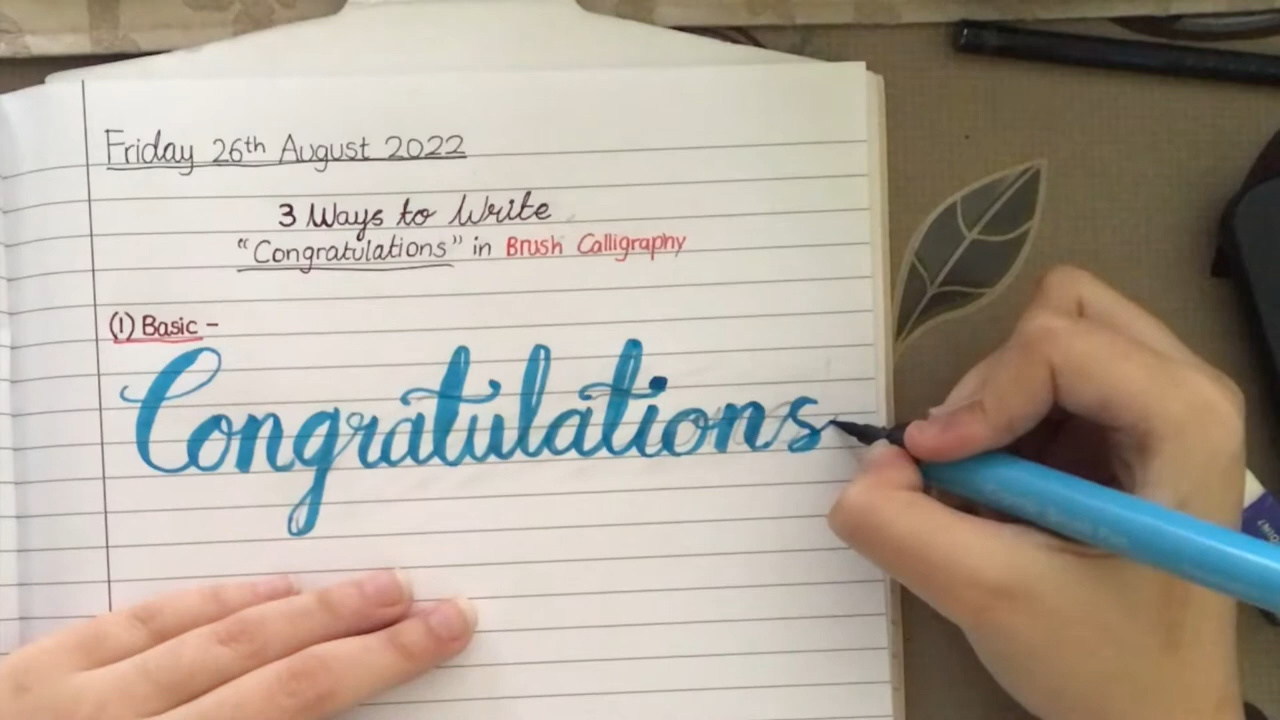 Friday 26th August 2022
3 Ways to Write
"Congratulations" in Brush Calligraphy
(1) Basic -
Congratulations